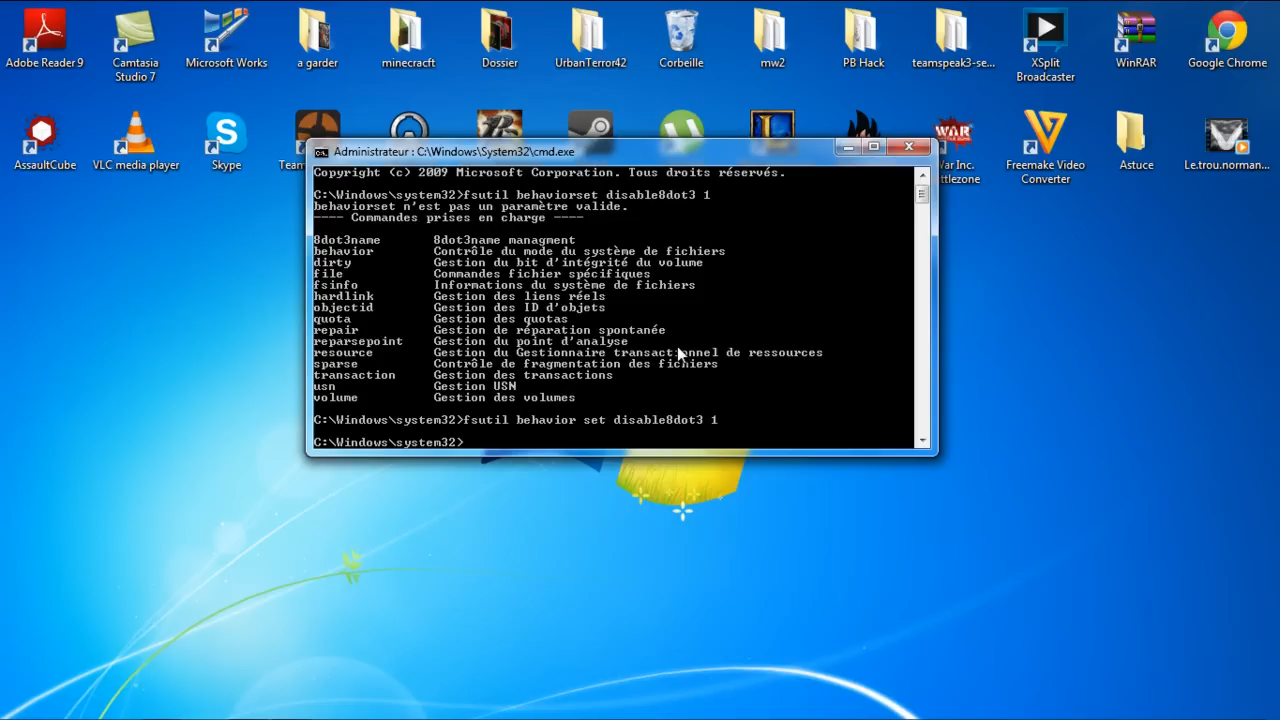 Adobe Reader 9
Camtasia
Studio 7
Microsoft Works
a garder
minecracft
Dossier
UrbanTerror42
Corbeille
mw2
PB Hack
teamspeak3-se...
XSplit
Broadcaster
WinRAR
Google Chrome
AssaultCube
VLC media player
Skype
Team
War Inc.
Freemake Video
Converter
Astuce
Le.trou.norman...
Administrateur : C:\Windows\System32\cmd.exe
Copyright (c) 2009 Microsoft Corporation. Tous droits réservés.
C:\Windows\system32>fsutil behaviorset disable8dot3 1
behaviorset n'est pas un paramètre valide.
---- Commandes prises en charge ----
8dot3name 8dot3name managment
behavior Contrôle du mode du système de fichiers
dirty Gestion du bit d'intégrité du volume
file Commandes fichier spécifiques
fsinfo Informations du système de fichiers
hardlink Gestion des liens réels
objectid Gestion des ID d'objets
quota Gestion des quotas
repair Gestion de réparation spontanée
reparsepoint Gestion du point d'analyse
resource Gestion du Gestionnaire transactionnel de ressources
sparse Contrôle de fragmentation des fichiers
transaction Gestion des transactions
usn Gestion USN
volume Gestion des volumes
C:\Windows\system32>fsutil behavior set disable8dot3 1
C:\Windows\system32>